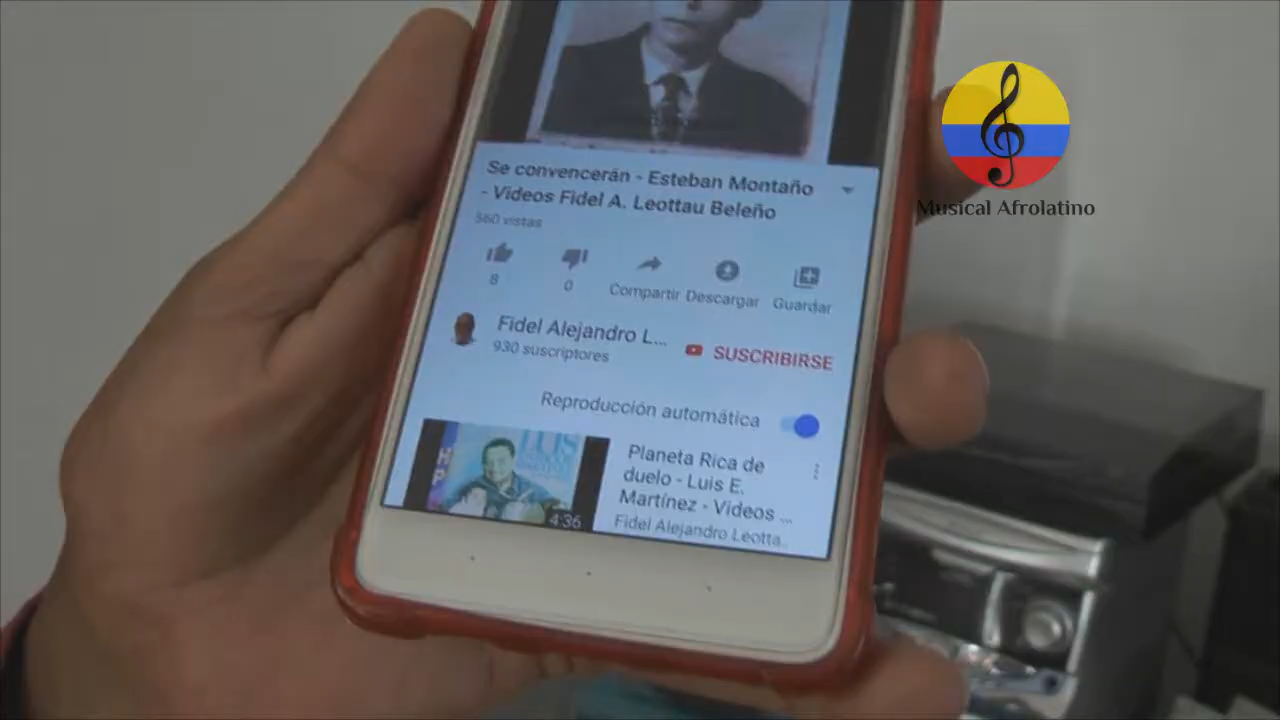 Se convencerán - Esteban Montaño
- Videos Fidel A. Leottau Beleño
560 vistas
8
0
Compartir
Descargar
Guardar
Fidel Alejandro L...
930 suscriptores
SUSCRIBIRSE
Reproducción automática
Planeta Rica de
duelo - Luis E.
Martínez - Videos ...
Fidel Alejandro Leotta..
4:36
Musical Afrolatino